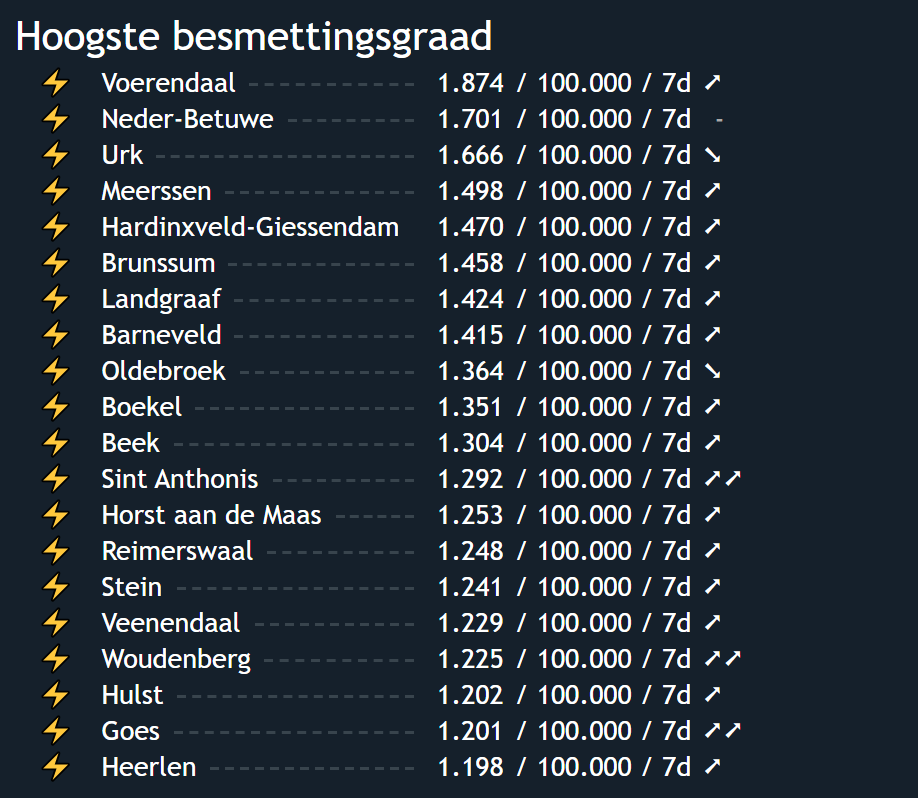 Hoogste besmettingsgraad
⚡ Voerendaal ------------ 1.874 / 100.000 / 7d ➚
⚡ Neder-Betuwe --------- 1.701 / 100.000 / 7d -
⚡ Urk ------------------ 1.666 / 100.000 / 7d ➘
⚡ Meerssen ------------- 1.498 / 100.000 / 7d ➚
⚡ Hardinxveld-Giessendam 1.470 / 100.000 / 7d ➚
⚡ Brunssum ------------- 1.458 / 100.000 / 7d ➚
⚡ Landgraaf ------------ 1.424 / 100.000 / 7d ➚
⚡ Barneveld ------------ 1.415 / 100.000 / 7d ➚
⚡ Oldebroek ------------ 1.364 / 100.000 / 7d ➘
⚡ Boekel --------------- 1.351 / 100.000 / 7d ➚
⚡ Beek ----------------- 1.304 / 100.000 / 7d ➚
⚡ Sint Anthonis ---------- 1.292 / 100.000 / 7d ➚➚
⚡ Horst aan de Maas ------ 1.253 / 100.000 / 7d ➚
⚡ Reimerswaal ---------- 1.248 / 100.000 / 7d ➚
⚡ Stein ---------------- 1.241 / 100.000 / 7d ➚
⚡ Veenendaal ----------- 1.229 / 100.000 / 7d ➚
⚡ Woudenberg ----------- 1.225 / 100.000 / 7d ➚➚
⚡ Hulst ---------------- 1.202 / 100.000 / 7d ➚
⚡ Goes ----------------- 1.201 / 100.000 / 7d ➚➚
⚡ Heerlen -------------- 1.198 / 100.000 / 7d ➚